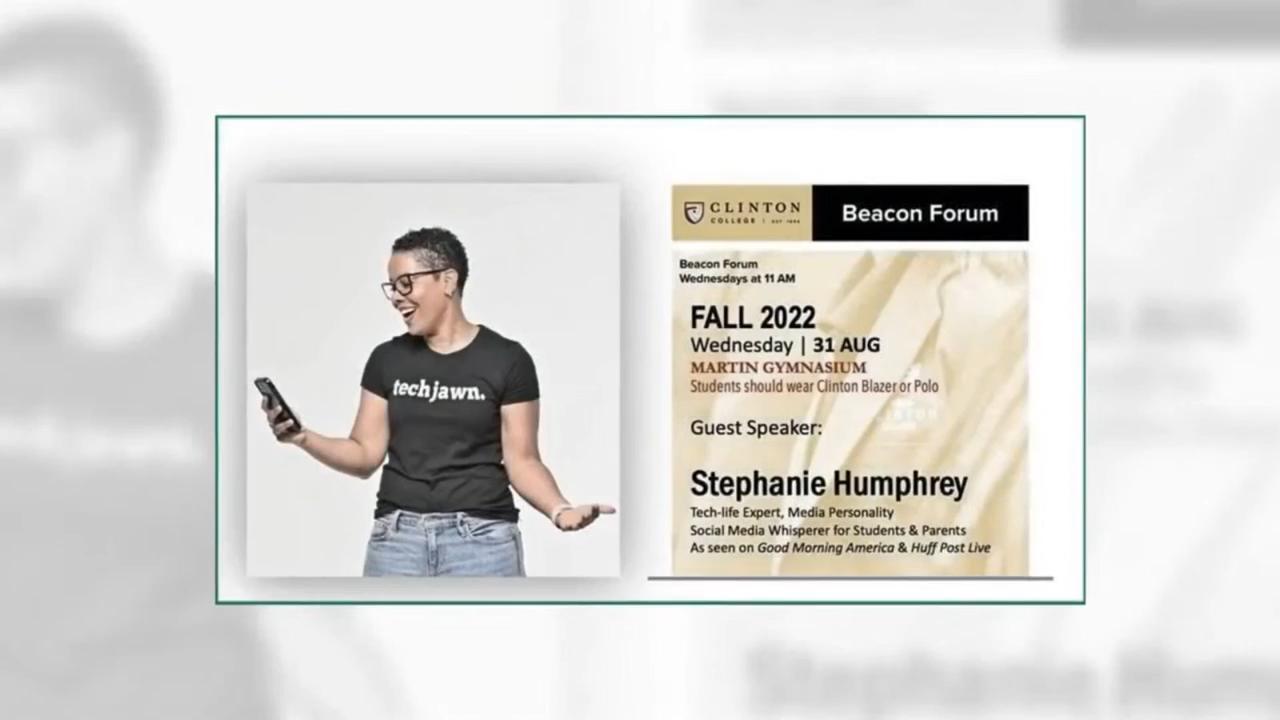 techjawn.
CLINTON
COLLEGE
Beacon Forum
Beacon Forum
Wednesdays at 11 AM
FALL 2022
Wednesday | 31 AUG
MARTIN GYMNASIUM
Students should wear Clinton Blazer or Polo
Guest Speaker:
Stephanie Humphrey
Tech-life Expert, Media Personality
Social Media Whisperer for Students & Parents
As seen on Good Morning America & Huff Post Live